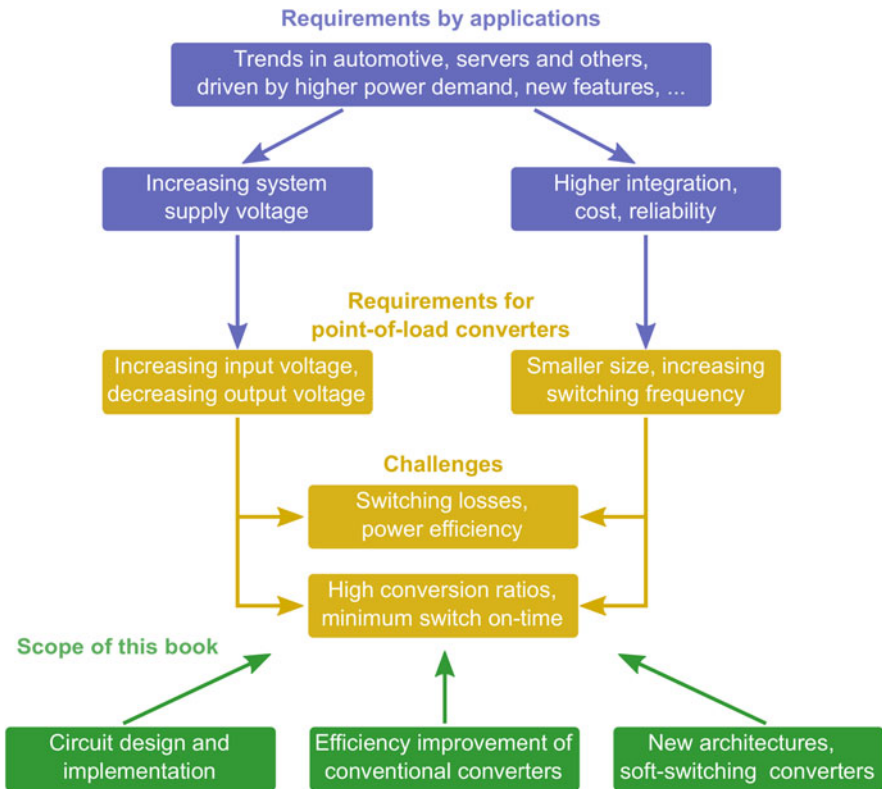 Requirements by applications
Trends in automotive, servers and others,
driven by higher power demand, new features, ...
Increasing system
supply voltage
Higher integration,
cost, reliability
Requirements for
point-of-load converters
Increasing input voltage,
decreasing output voltage
Smaller size, increasing
switching frequency
Challenges
Switching losses,
power efficiency
High conversion ratios,
minimum switch on-time
Scope of this book
Circuit design and
implementation
Efficiency improvement of
conventional converters
New architectures,
soft-switching converters